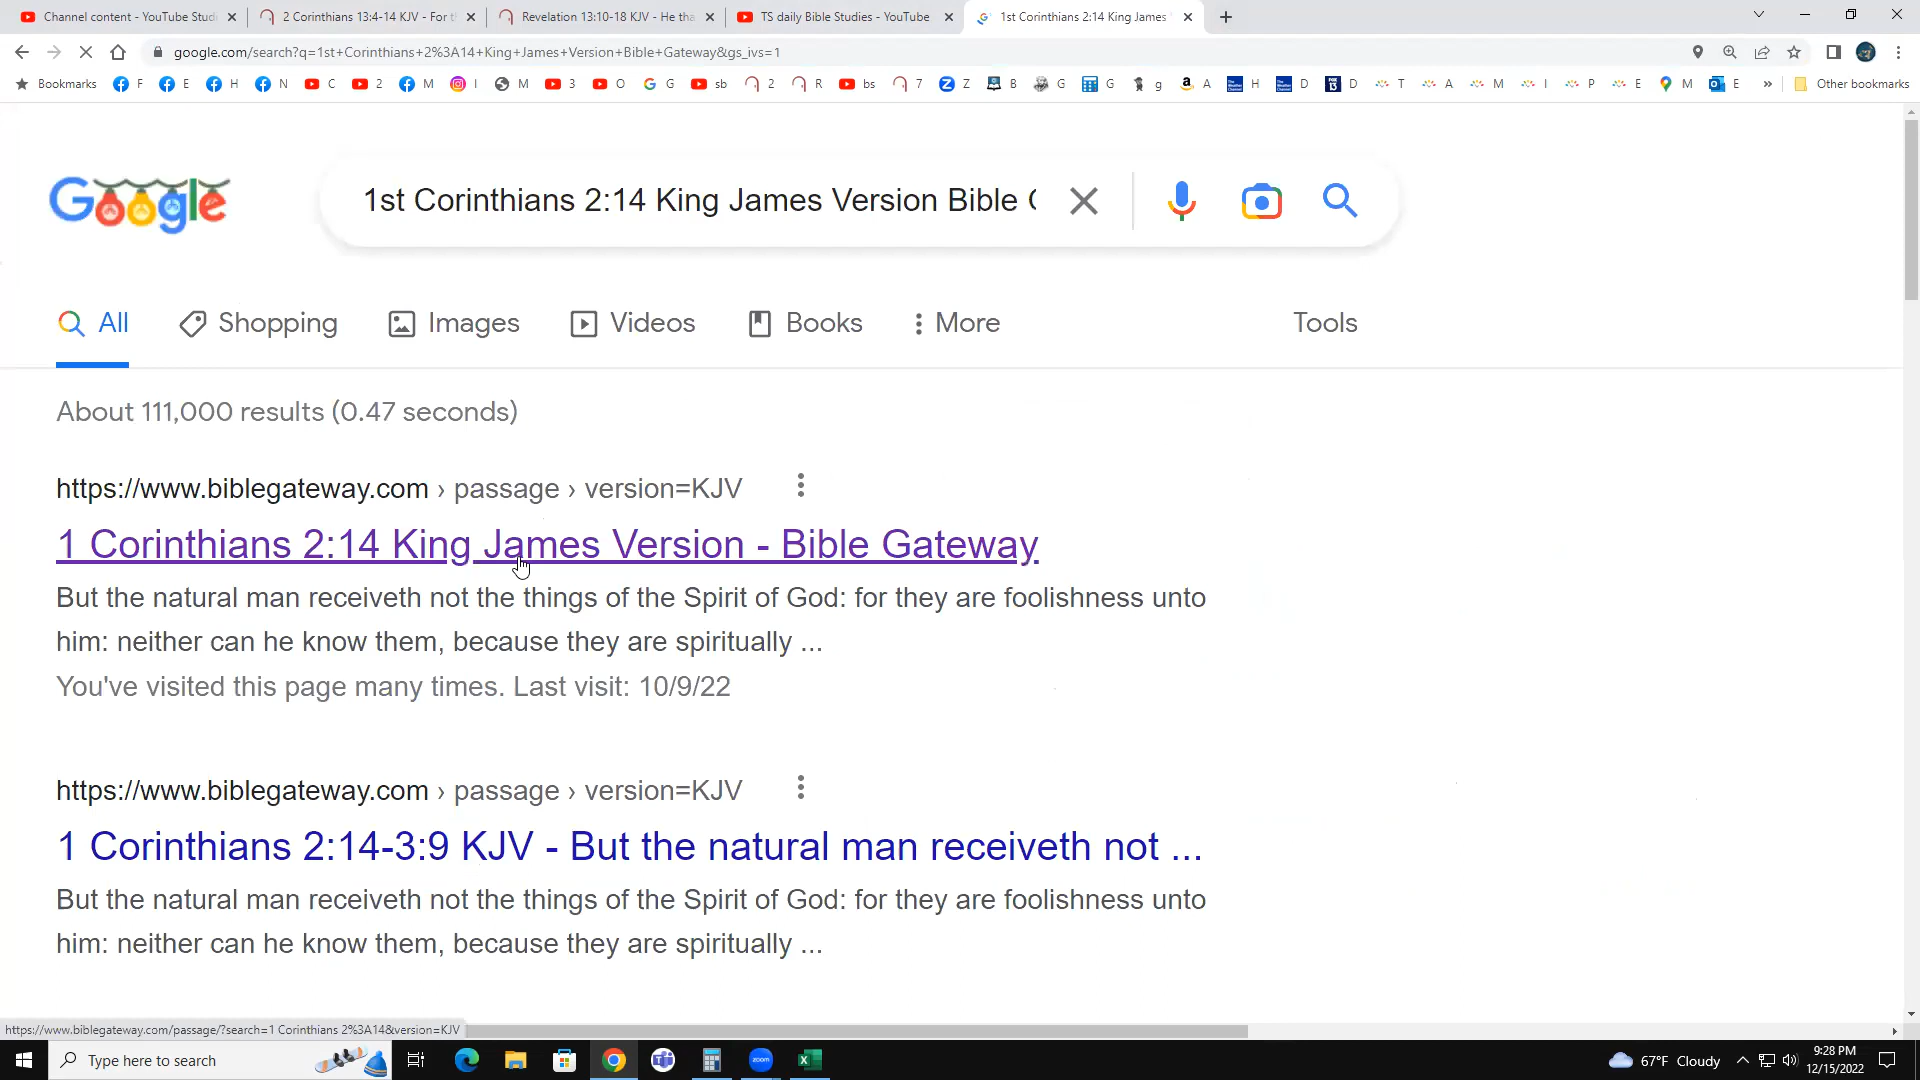 Channel content - YouTube Studi
2 Corinthians 13:4-14 KJV - For th
Revelation 13:10-18 KJV - He tha
TS daily Bible Studies - YouTube
1st Corinthians 2:14 King James
google.com/search?q=1st+Corinthians+2%3A14+King+James+Version+Bible+Gateway&gs_ivs=1
Bookmarks F E H N C 2 M I M 3 O G sb 2 R bs 7 Z B G G g A H D D T A M I P E M E » Other bookmarks
Google
1st Corinthians 2:14 King James Version Bible
All Shopping Images Videos Books More Tools
About 111,000 results (0.47 seconds)
https://www.biblegateway.com › passage › version=KJV
1 Corinthians 2:14 King James Version - Bible Gateway
But the natural man receiveth not the things of the Spirit of God: for they are foolishness unto
him: neither can he know them, because they are spiritually ...
You've visited this page many times. Last visit: 10/9/22
https://www.biblegateway.com › passage › version=KJV
1 Corinthians 2:14-3:9 KJV - But the natural man receiveth not ...
But the natural man receiveth not the things of the Spirit of God: for they are foolishness unto
him: neither can he know them, because they are spiritually ...
https://www.biblegateway.com/passage/?search=1 Corinthians 2%3A14&version=KJV
Type here to search
zoom
67°F Cloudy
9:28 PM
12/15/2022